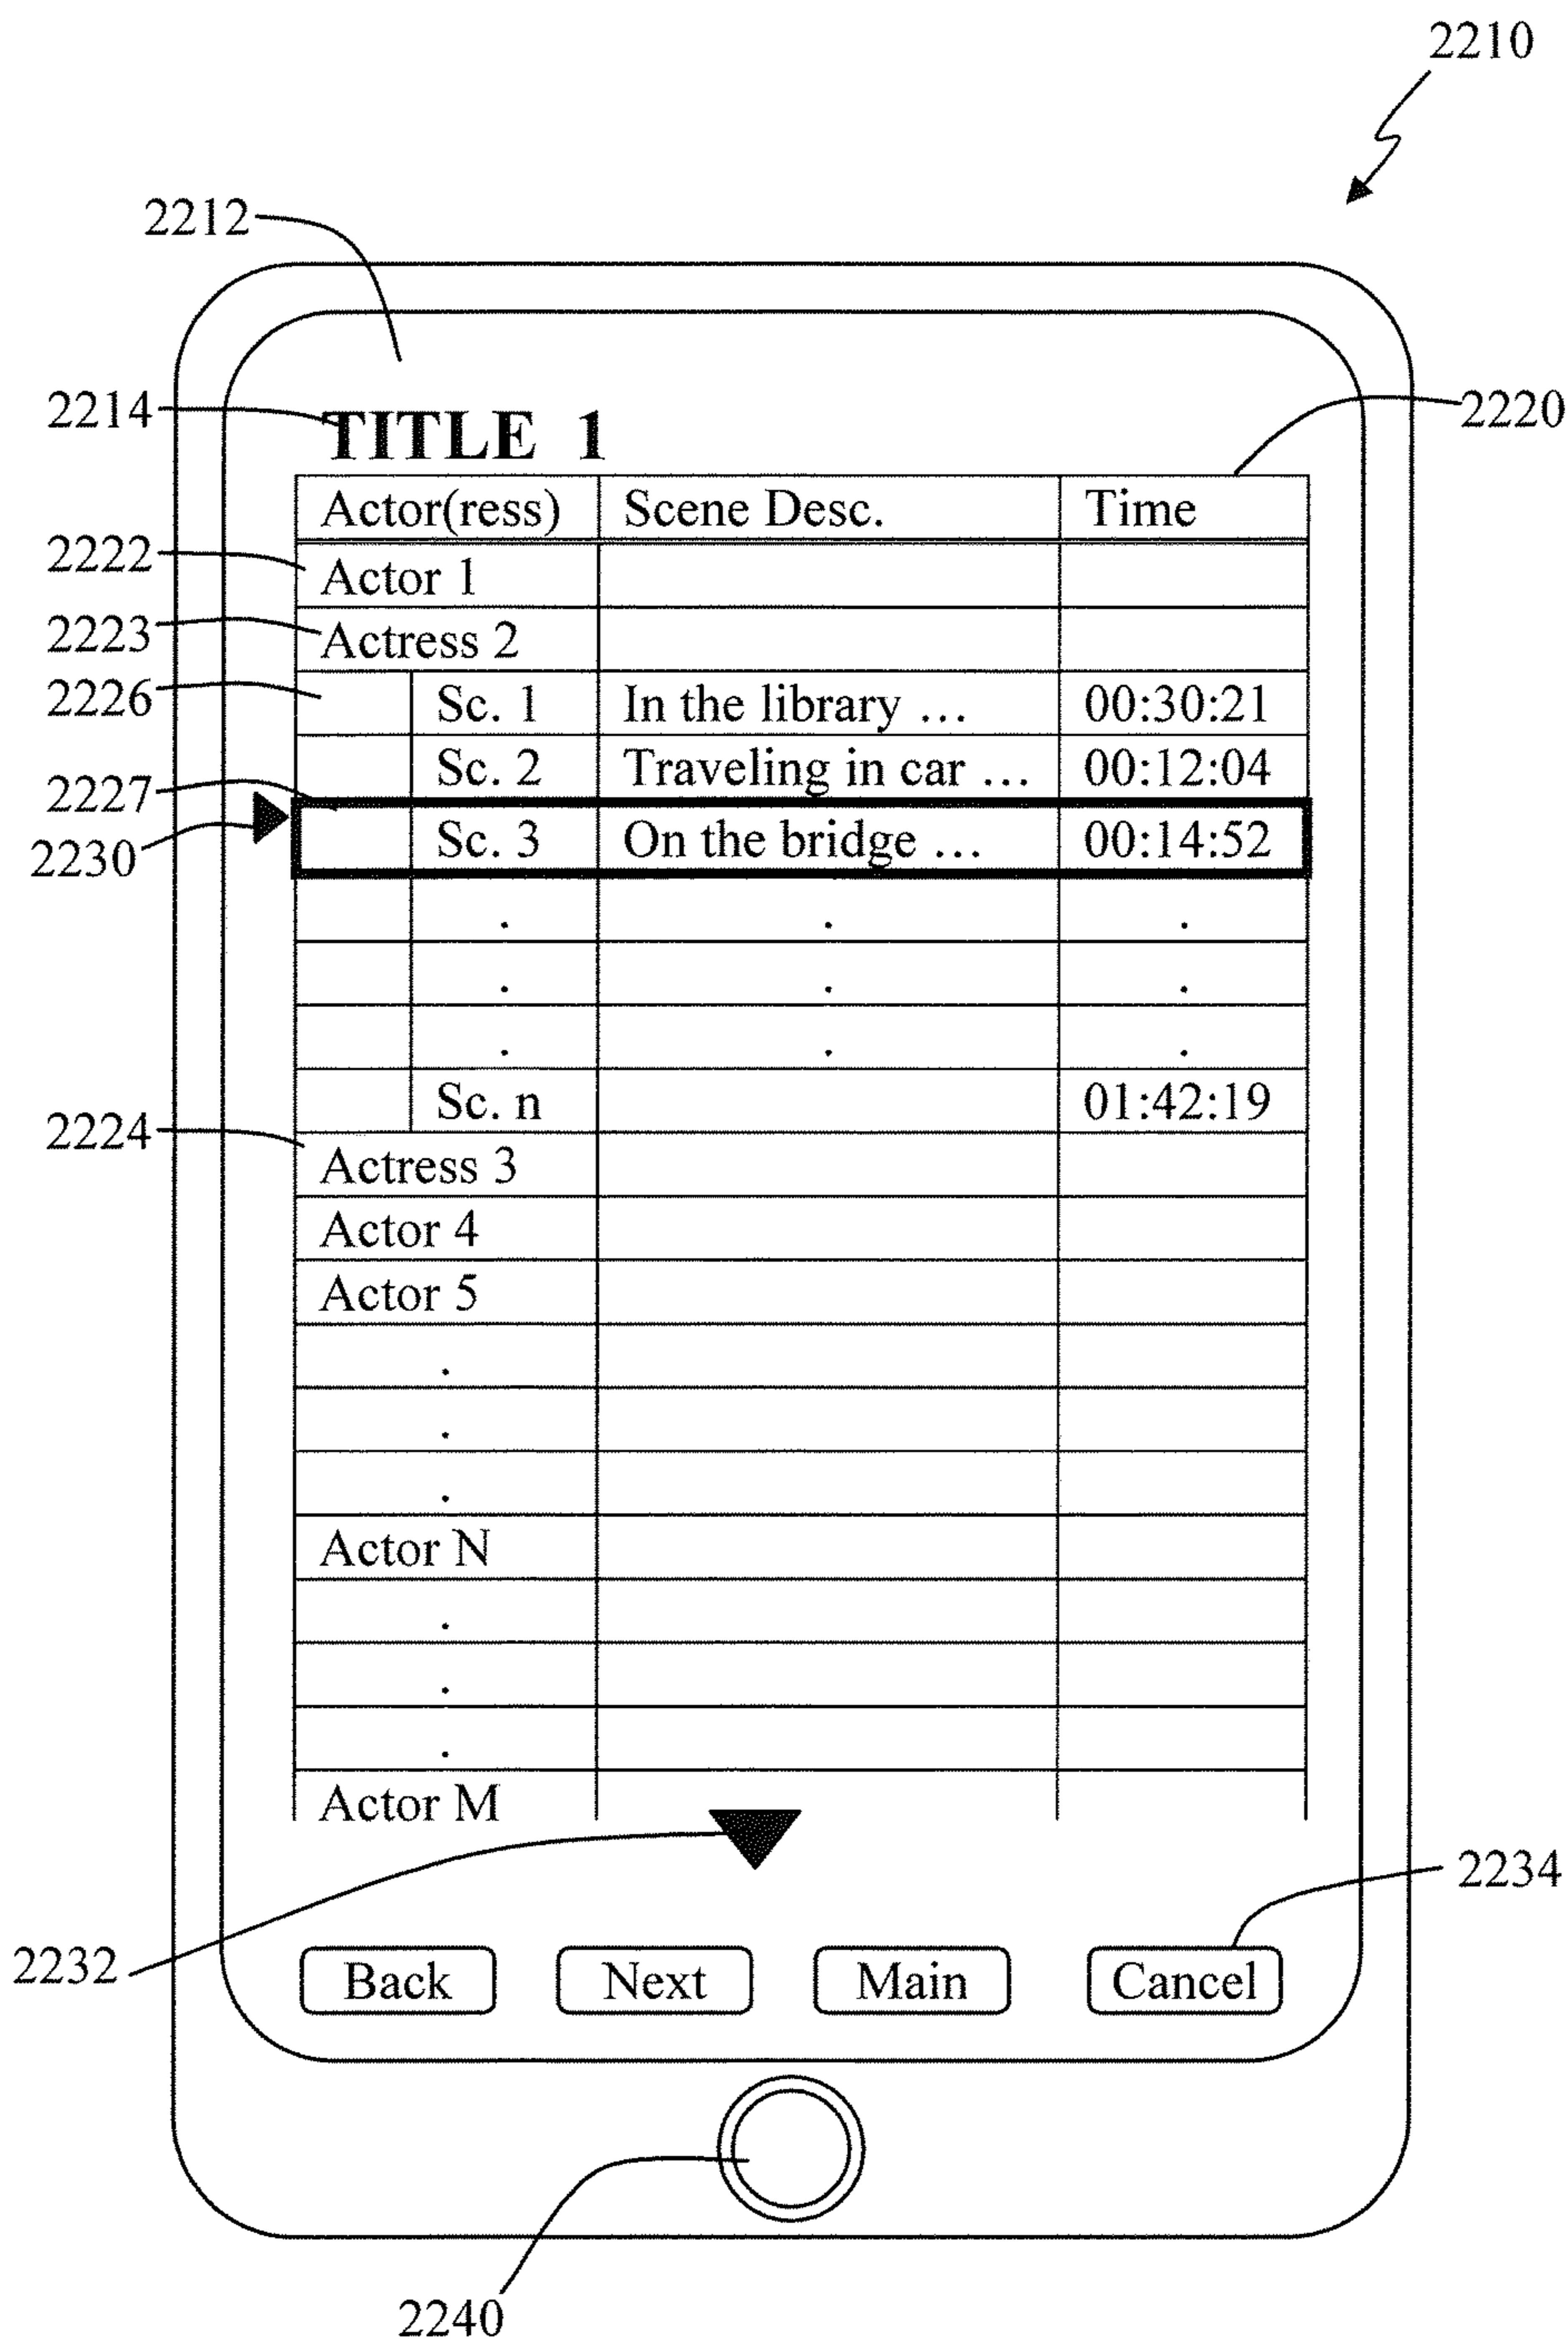 2210
2212
2214 TITLE 1 2220
Actor(ress) Scene Desc. Time
2222 Actor 1
2223 Actress 2
2226 Sc. 1 In the library ... 00:30:21
Sc. 2 Traveling in car ... 00:12:04
2227
2230 Sc. 3 On the bridge ... 00:14:52
. . .
. . .
. . .
Sc. n 01:42:19
2224
Actress 3
Actor 4
Actor 5
.
.
.
Actor N
.
.
.
Actor M
2234
2232 Back Next Main Cancel
2240